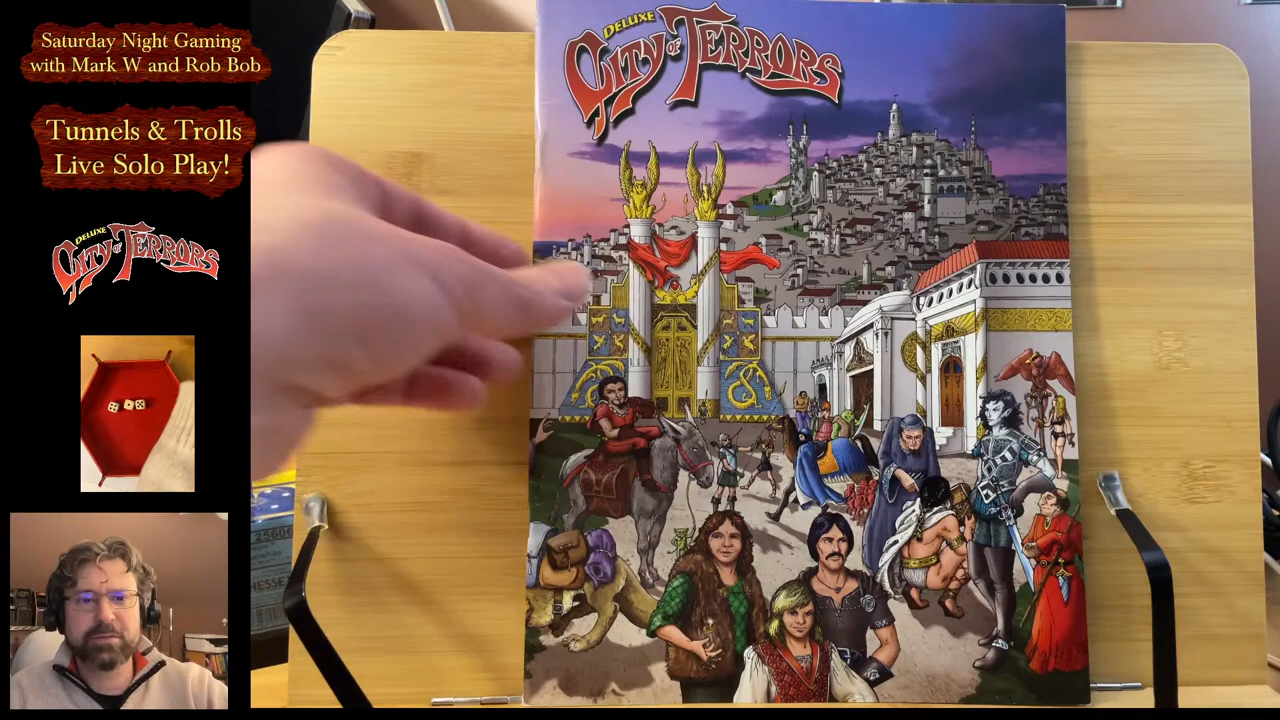 Saturday Night Gaming
with Mark W and Rob Bob
Tunnels & Trolls
Live Solo Play!
DELUXE
CITY OF TERRORS
DELUXE
CITY OF TERRORS
25606